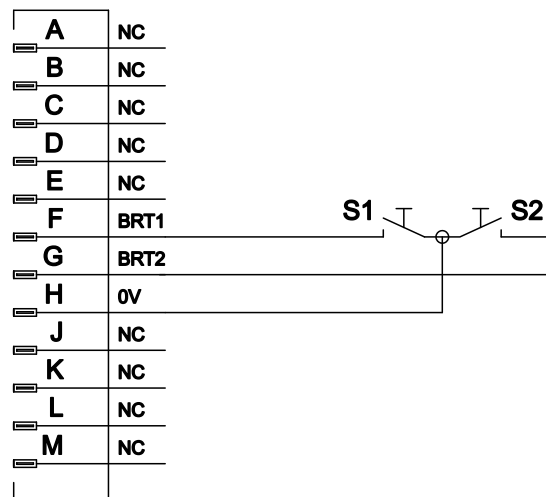 A NC
B NC
C NC
D NC
E NC
F BRT1
S1 S2
G BRT2
H 0V
J NC
K NC
L NC
M NC